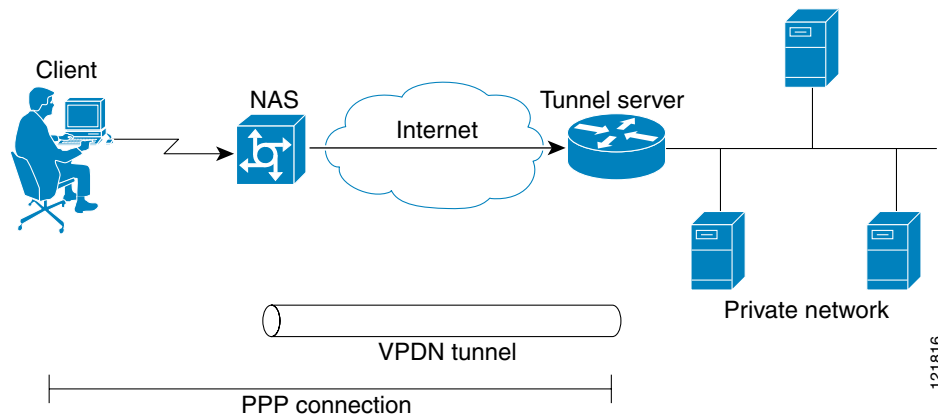 Client
NAS
Internet
Tunnel server
Private network
VPDN tunnel
PPP connection
121816